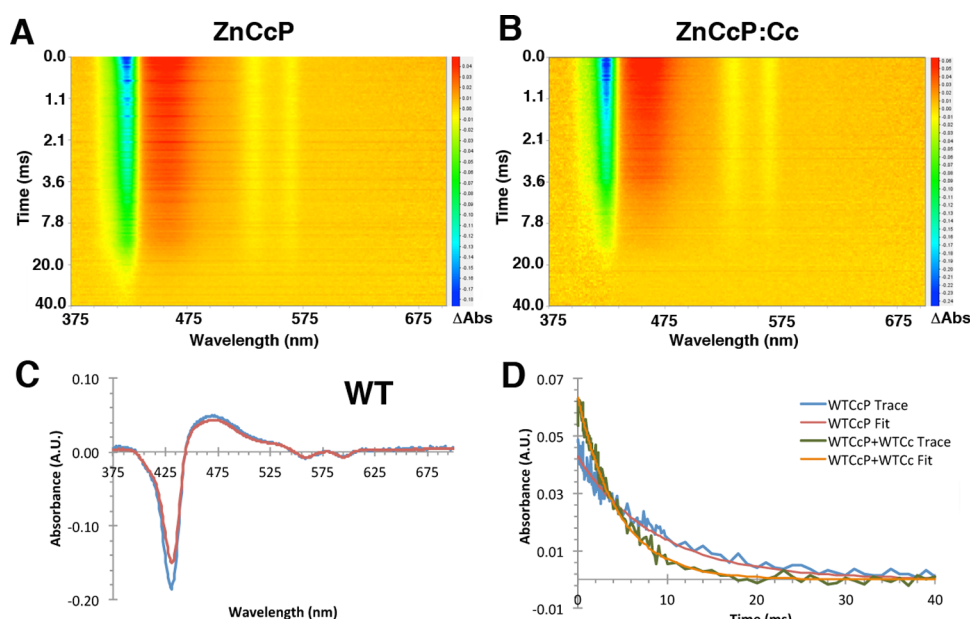 A
ZnCcP
0.0
1.1
2.1
3.6
7.8
20.0
40.0
Time (ms)
375
475
575
675
Wavelength (nm)
ΔAbs
B
ZnCcP:Cc
0.0
1.1
2.1
3.6
7.8
20.0
40.0
Time (ms)
375
475
575
675
Wavelength (nm)
ΔAbs
C
WT
0.10
0.00
-0.10
-0.20
Absorbance (A.U.)
375
425
475
525
575
625
675
Wavelength (nm)
D
0.07
0.05
0.03
0.01
-0.01
Absorbance (A.U.)
WTCcP Trace
WTCcP Fit
WTCcP+WTCc Trace
WTCcP+WTCc Fit
0
10
20
30
40
Time (ms)